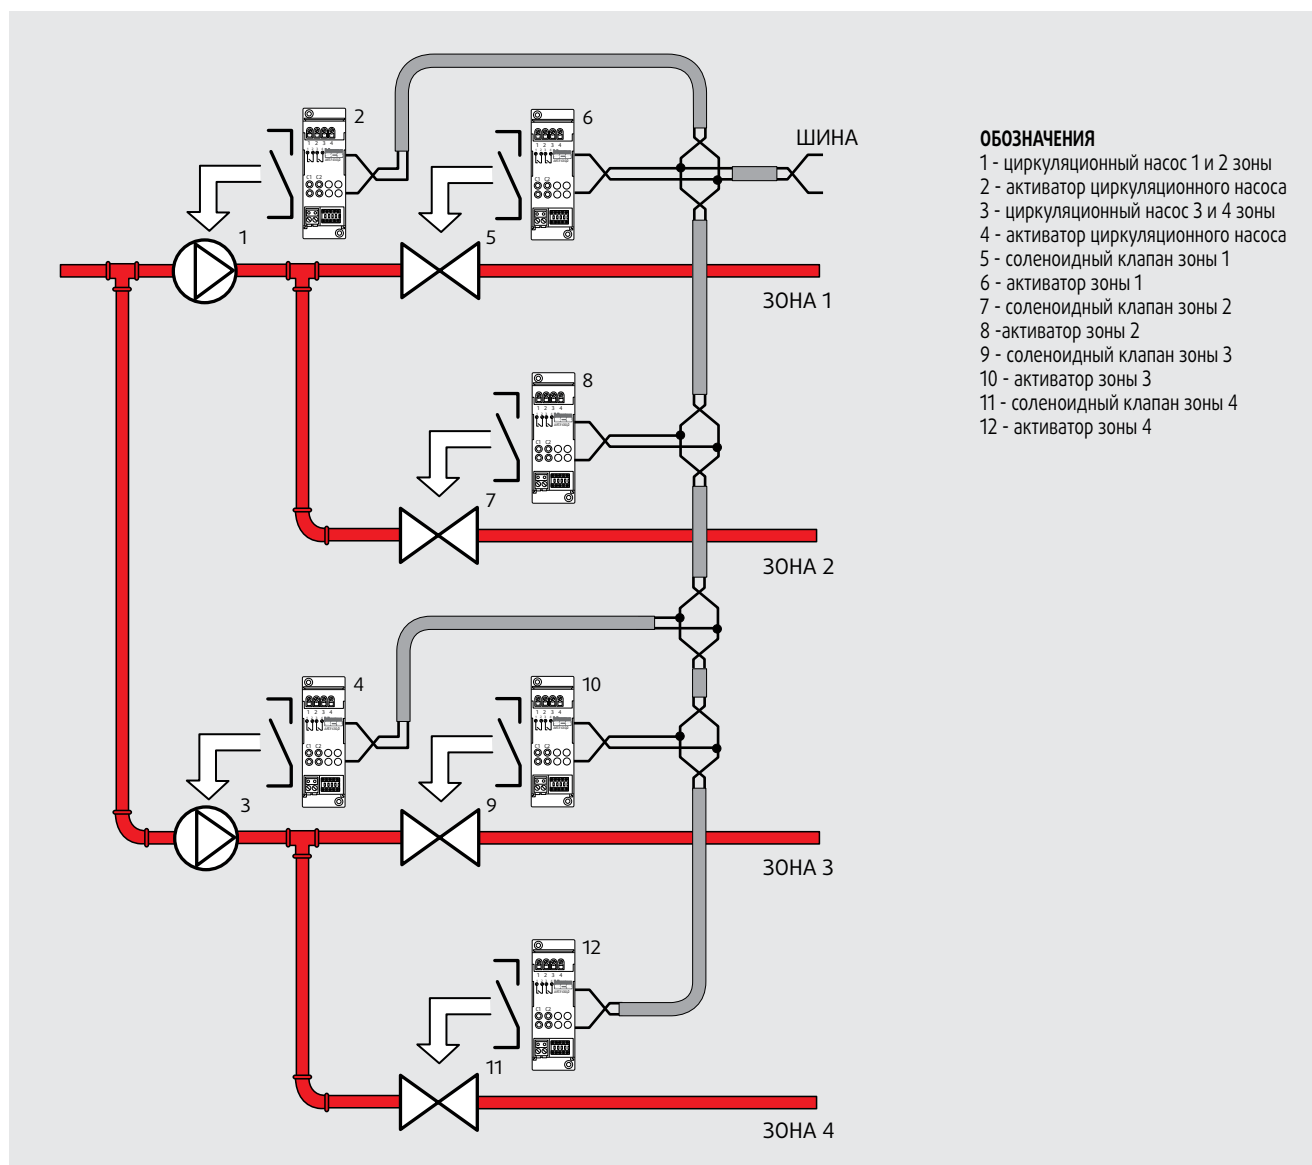 2
6
ШИНА
1
5
ЗОНА 1
8
7
ЗОНА 2
4
10
3
9
ЗОНА 3
12
11
ЗОНА 4
ОБОЗНАЧЕНИЯ
1 - циркуляционный насос 1 и 2 зоны
2 - активатор циркуляционного насоса
3 - циркуляционный насос 3 и 4 зоны
4 - активатор циркуляционного насоса
5 - соленоидный клапан зоны 1
6 - активатор зоны 1
7 - соленоидный клапан зоны 2
8 -активатор зоны 2
9 - соленоидный клапан зоны 3
10 - активатор зоны 3
11 - соленоидный клапан зоны 4
12 - активатор зоны 4